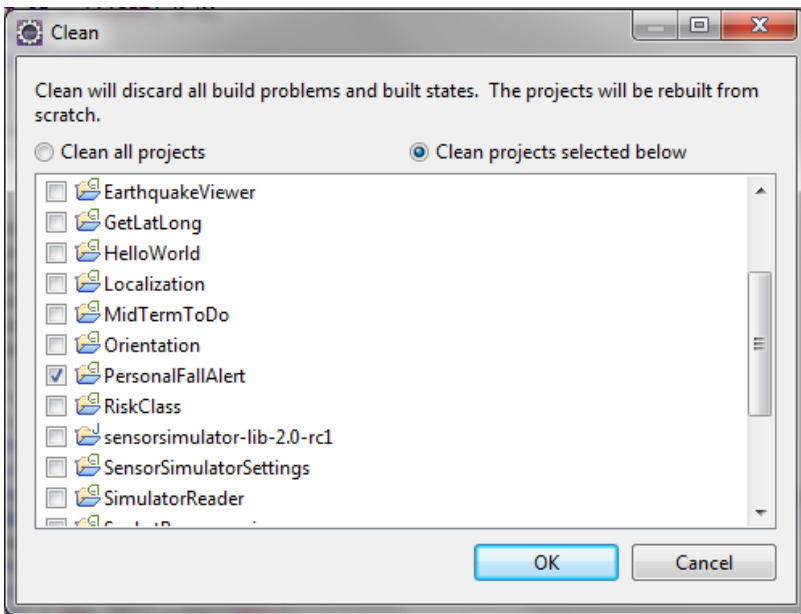 Clean
Clean will discard all build problems and built states. The projects will be rebuilt from
scratch.
Clean all projects
Clean projects selected below
EarthquakeViewer
GetLatLong
HelloWorld
Localization
MidTermToDo
Orientation
PersonalFallAlert
RiskClass
sensorsimulator-lib-2.0-rc1
SensorSimulatorSettings
SimulatorReader
OK
Cancel